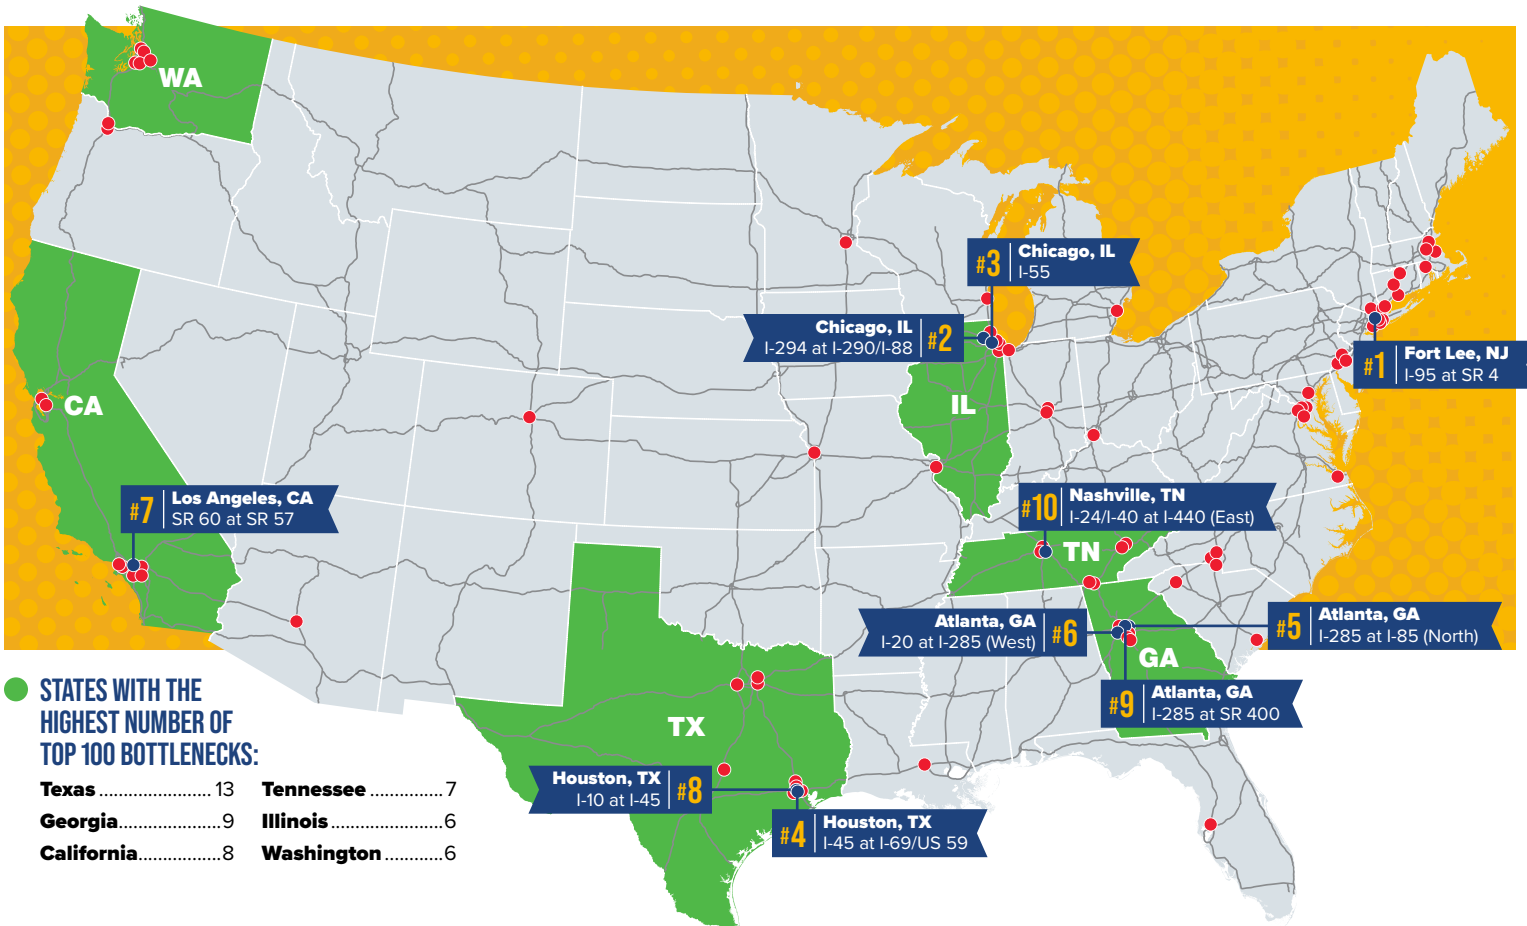 WA
#3 Chicago, IL
I-55
Chicago, IL #2
I-294 at I-290/I-88
#1 Fort Lee, NJ
I-95 at SR 4
CA
IL
#7 Los Angeles, CA
SR 60 at SR 57
#10 Nashville, TN
I-24/I-40 at I-440 (East)
TN
Atlanta, GA #6
I-20 at I-285 (West)
#5 Atlanta, GA
I-285 at I-85 (North)
GA
#9 Atlanta, GA
I-285 at SR 400
TX
Houston, TX #8
I-10 at I-45
#4 Houston, TX
I-45 at I-69/US 59
STATES WITH THE
HIGHEST NUMBER OF
TOP 100 BOTTLENECKS:
Texas ..................... 13 Tennessee ..............7
Georgia....................9 Illinois ......................6
California................8 Washington ...........6